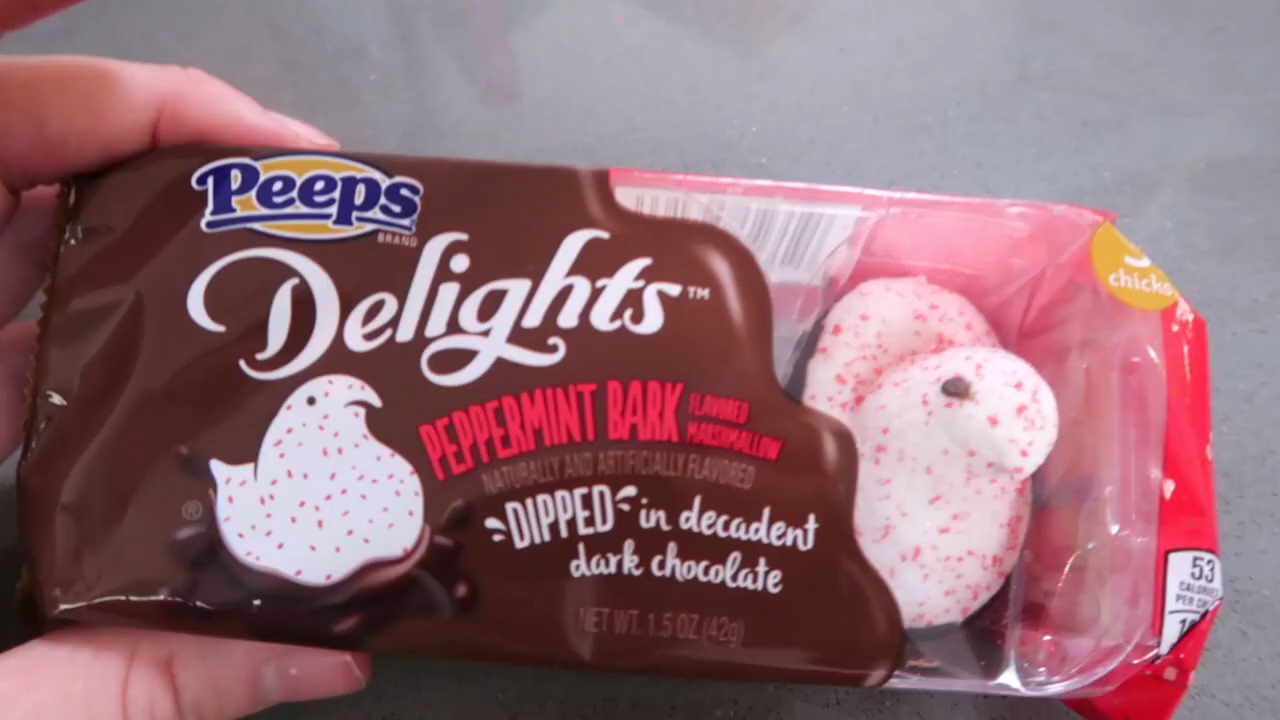 Peeps
BRAND
Delights™
PEPPERMINT BARK FLAVORED MARSHMALLOW
NATURALLY AND ARTIFICIALLY FLAVORED
DIPPED in decadent
dark chocolate
NET WT. 1.5 OZ (42g)
®
chicks
53
CALORIES
PER